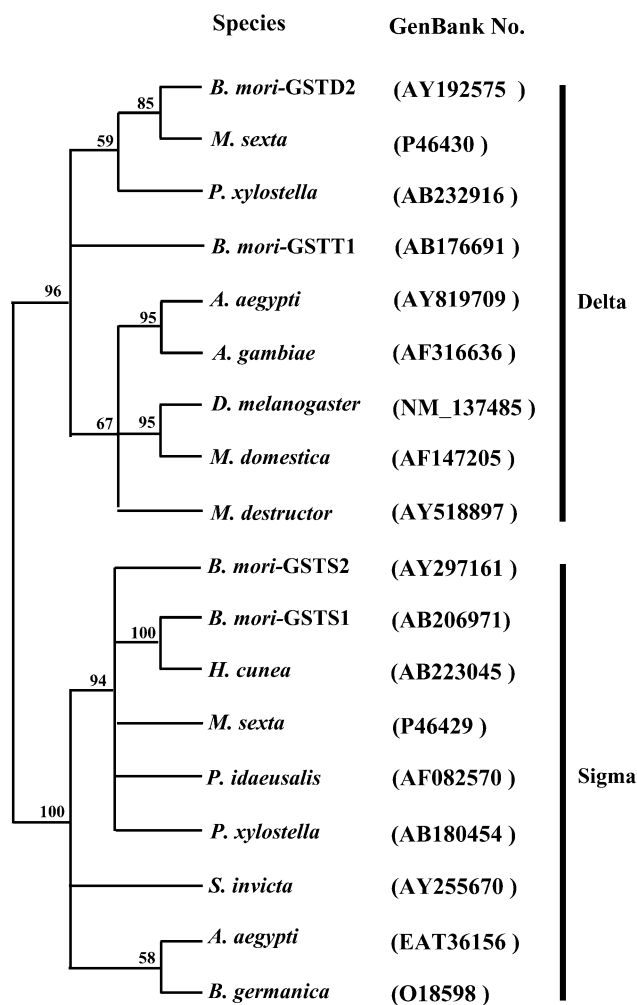 Species GenBank No.
B. mori-GSTD2 (AY192575 )
85
M. sexta (P46430 )
59
P. xylostella (AB232916 )
B. mori-GSTT1 (AB176691)
96
A. aegypti (AY819709 )
Delta
95
A. gambiae (AF316636 )
D. melanogaster (NM_137485 )
67 95
M. domestica (AF147205 )
M. destructor (AY518897 )
B. mori-GSTS2 (AY297161 )
B. mori-GSTS1 (AB206971)
100
H. cunea (AB223045 )
94
M. sexta (P46429 )
P. idaeusalis (AF082570 )
Sigma
100
P. xylostella (AB180454 )
S. invicta (AY255670 )
A. aegypti (EAT36156 )
58
B. germanica (O18598 )